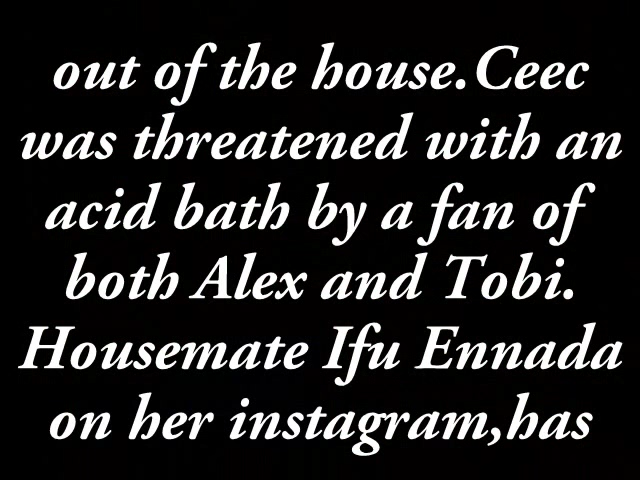 out of the house.Ceec
was threatened with an
acid bath by a fan of
both Alex and Tobi.
Housemate Ifu Ennada
on her instagram,has